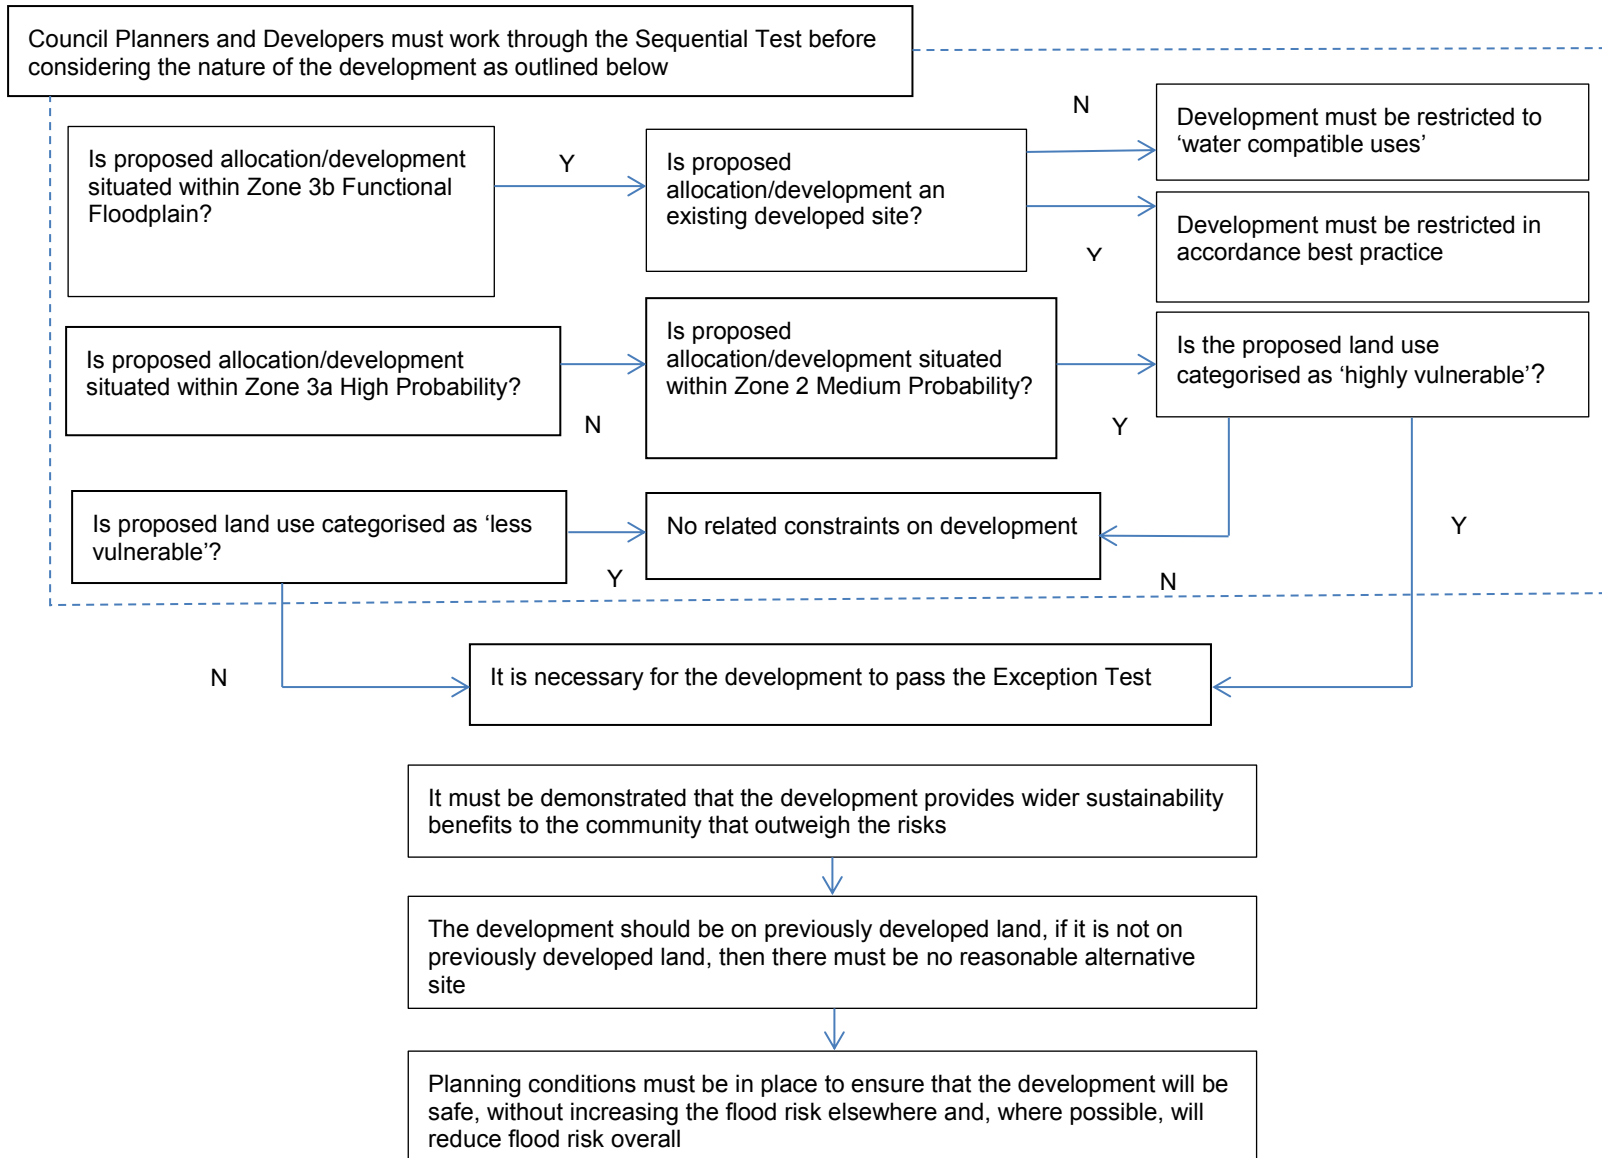 Council Planners and Developers must work through the Sequential Test before
considering the nature of the development as outlined below
Is proposed allocation/development
situated within Zone 3b Functional
Floodplain?
Y
Is proposed
allocation/development an
existing developed site?
N
Development must be restricted to
‘water compatible uses’
Y
Development must be restricted in
accordance best practice
Is proposed allocation/development
situated within Zone 3a High Probability?
N
Is proposed
allocation/development situated
within Zone 2 Medium Probability?
Y
Is the proposed land use
categorised as ‘highly vulnerable’?
Is proposed land use categorised as ‘less
vulnerable’?
Y
No related constraints on development
N
Y
N
It is necessary for the development to pass the Exception Test
It must be demonstrated that the development provides wider sustainability
benefits to the community that outweigh the risks
The development should be on previously developed land, if it is not on
previously developed land, then there must be no reasonable alternative
site
Planning conditions must be in place to ensure that the development will be
safe, without increasing the flood risk elsewhere and, where possible, will
reduce flood risk overall